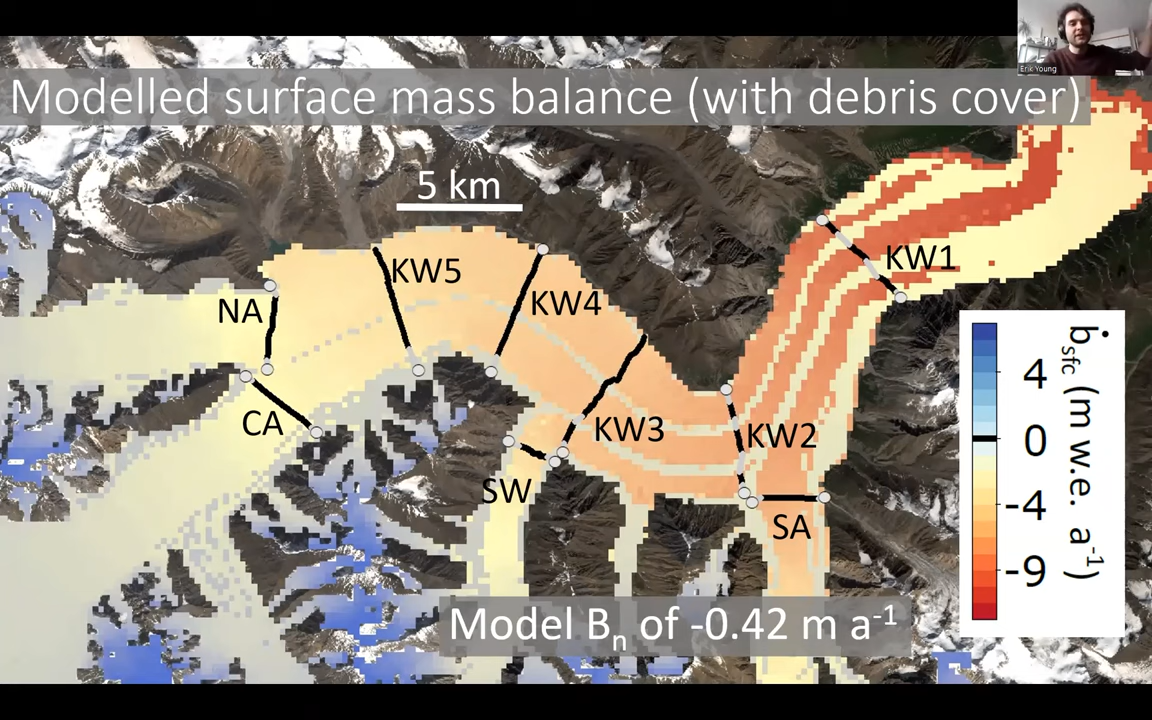 Erik Young
Modelled surface mass balance (with debris cover)
5 km
KW5
KW4
KW1
NA
CA
KW3
KW2
SW
SA
4
0
-4
-9
ḃsfc (m w.e. a-1)
Model Bn of -0.42 m a-1